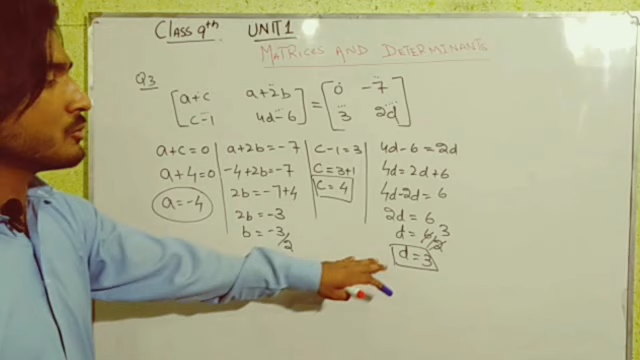 Class 9th UNIT 1
MATRICES AND DETERMINANTS
Q3
[a+c a+2b] = [0 -7]
[c-1 4d-6] [3 2d]
a+c=0
a+4=0
a=-4
a+2b=-7
-4+2b=-7
2b=-7+4
2b=-3
b=-3/2
c-1=3
c=3+1
c=4
4d-6=2d
4d=2d+6
4d-2d=6
2d=6
d=6/2 3
d=3